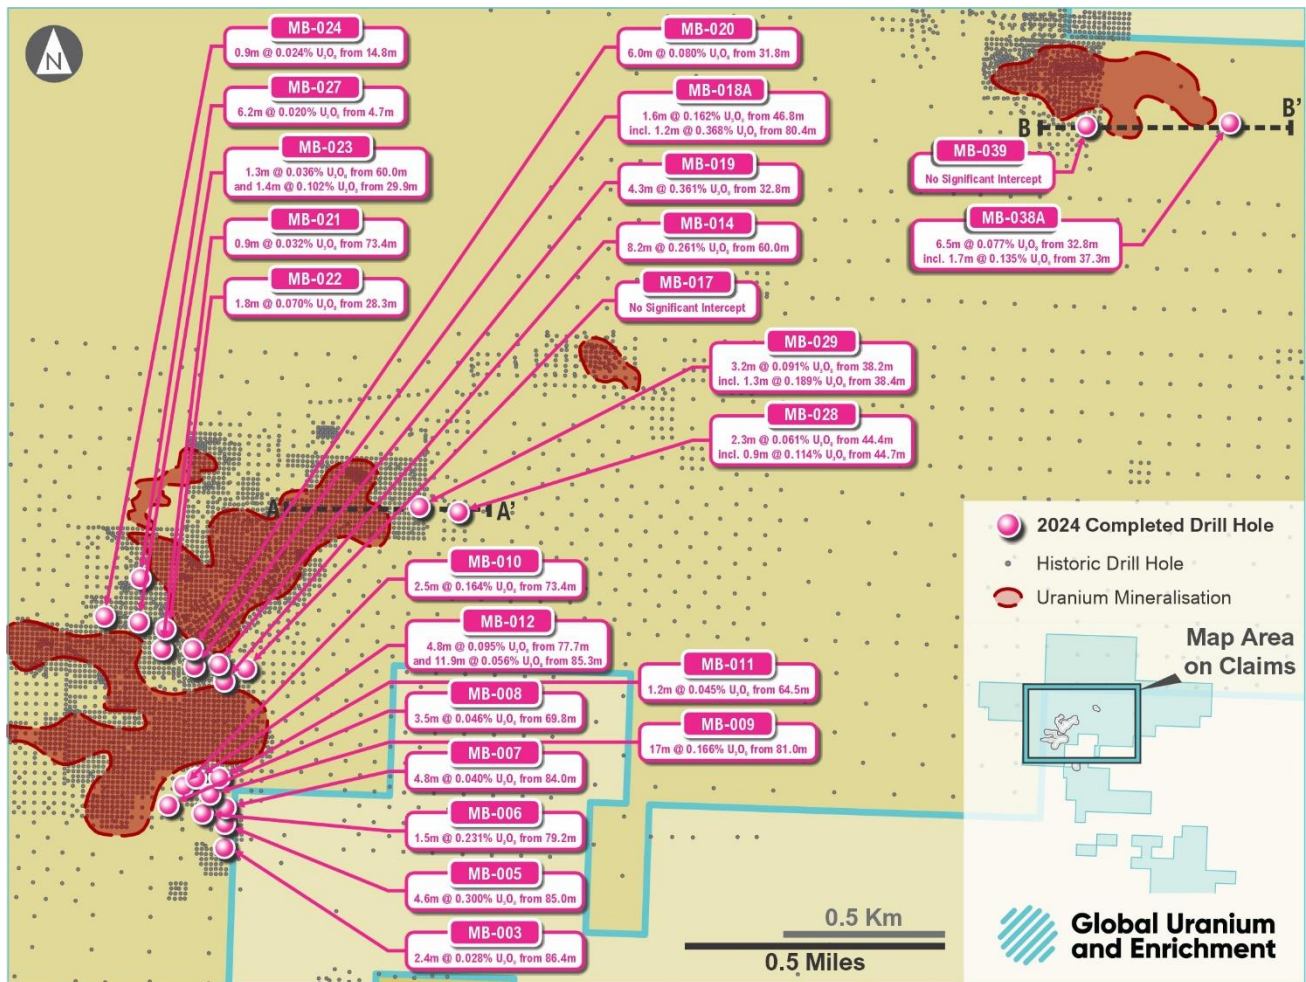 N
MB-024
0.9m @ 0.024% U₃O₈ from 14.8m
MB-027
6.2m @ 0.020% U₃O₈ from 4.7m
MB-023
1.3m @ 0.036% U₃O₈ from 60.0m
and 1.4m @ 0.102% U₃O₈ from 29.9m
MB-021
0.9m @ 0.032% U₃O₈ from 73.4m
MB-022
1.8m @ 0.070% U₃O₈ from 28.3m
MB-020
6.0m @ 0.080% U₃O₈ from 31.8m
MB-018A
1.6m @ 0.162% U₃O₈ from 46.8m
incl. 1.2m @ 0.368% U₃O₈ from 80.4m
MB-019
4.3m @ 0.361% U₃O₈ from 32.8m
MB-014
8.2m @ 0.261% U₃O₈ from 60.0m
MB-017
No Significant Intercept
MB-029
3.2m @ 0.091% U₃O₈ from 38.2m
incl. 1.3m @ 0.189% U₃O₈ from 38.4m
MB-028
2.3m @ 0.061% U₃O₈ from 44.4m
incl. 0.9m @ 0.114% U₃O₈ from 44.7m
B
B'
MB-039
No Significant Intercept
MB-038A
6.5m @ 0.077% U₃O₈ from 32.8m
incl. 1.7m @ 0.135% U₃O₈ from 37.3m
A
A'
MB-010
2.5m @ 0.164% U₃O₈ from 73.4m
MB-012
4.8m @ 0.095% U₃O₈ from 77.7m
and 11.9m @ 0.056% U₃O₈ from 85.3m
MB-008
3.5m @ 0.046% U₃O₈ from 69.8m
MB-007
4.8m @ 0.040% U₃O₈ from 84.0m
MB-006
1.5m @ 0.231% U₃O₈ from 79.2m
MB-005
4.6m @ 0.300% U₃O₈ from 85.0m
MB-003
2.4m @ 0.028% U₃O₈ from 86.4m
MB-011
1.2m @ 0.045% U₃O₈ from 64.5m
MB-009
17m @ 0.166% U₃O₈ from 81.0m
0.5 Km
0.5 Miles
2024 Completed Drill Hole
Historic Drill Hole
Uranium Mineralisation
Map Area
on Claims
Global Uranium
and Enrichment